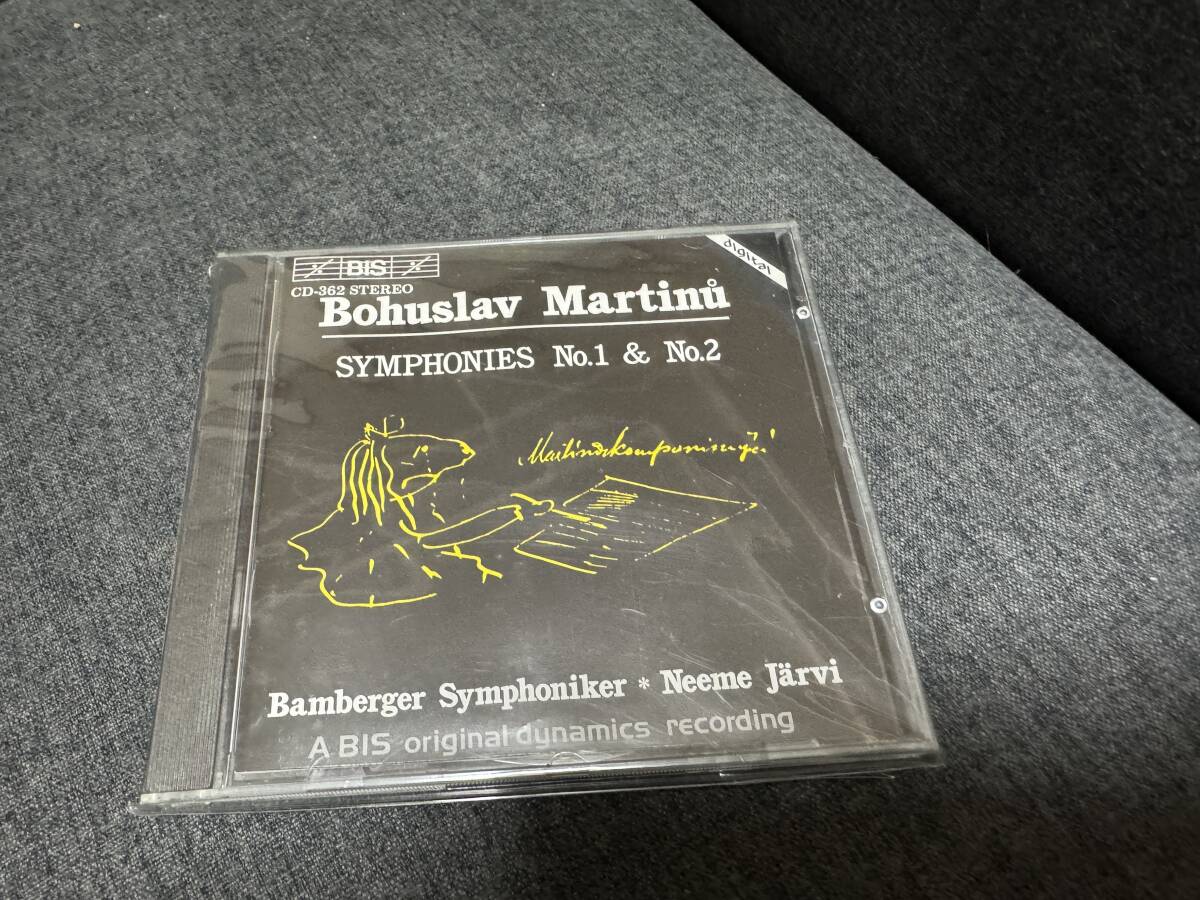 BIS
digital
CD-362 STEREO
Bohuslav Martinů
SYMPHONIES No.1 & No.2
Bamberger Symphoniker * Neeme Järvi
A BIS original dynamics recording